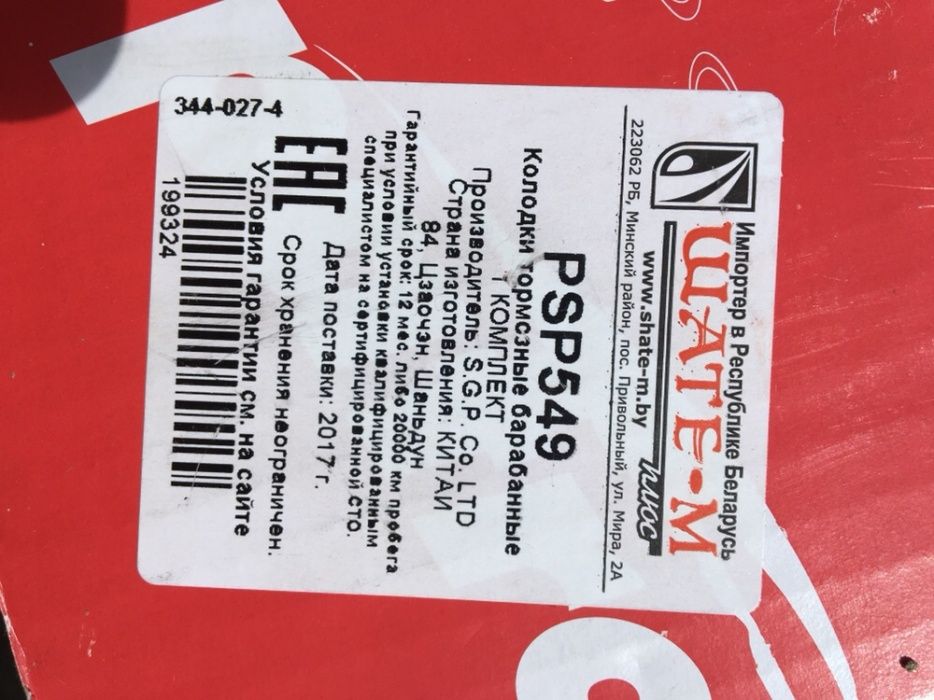 Импортер в Республике Беларусь
ШАТЕ-М
плюс
www.shate-m.by
223062 РБ, Минский район, пос. Привольный, ул. Мира, 2А
PSP549
Колодки тормозные барабанные
1 КОМПЛЕКТ
Производитель: S.G.P. Co, LTD
Страна изготовления: КИТАЙ
84, Цзаочэн, Шаньдун
Гарантийный срок: 12 мес. либо 20000 км пробега
при условии установки квалифицированным
специалистом на сертифицированной СТО.
EAC
Дата поставки: 2017 г.
Срок хранения неограничен.
Условия гарантии см. на сайте
199324
344-027-4